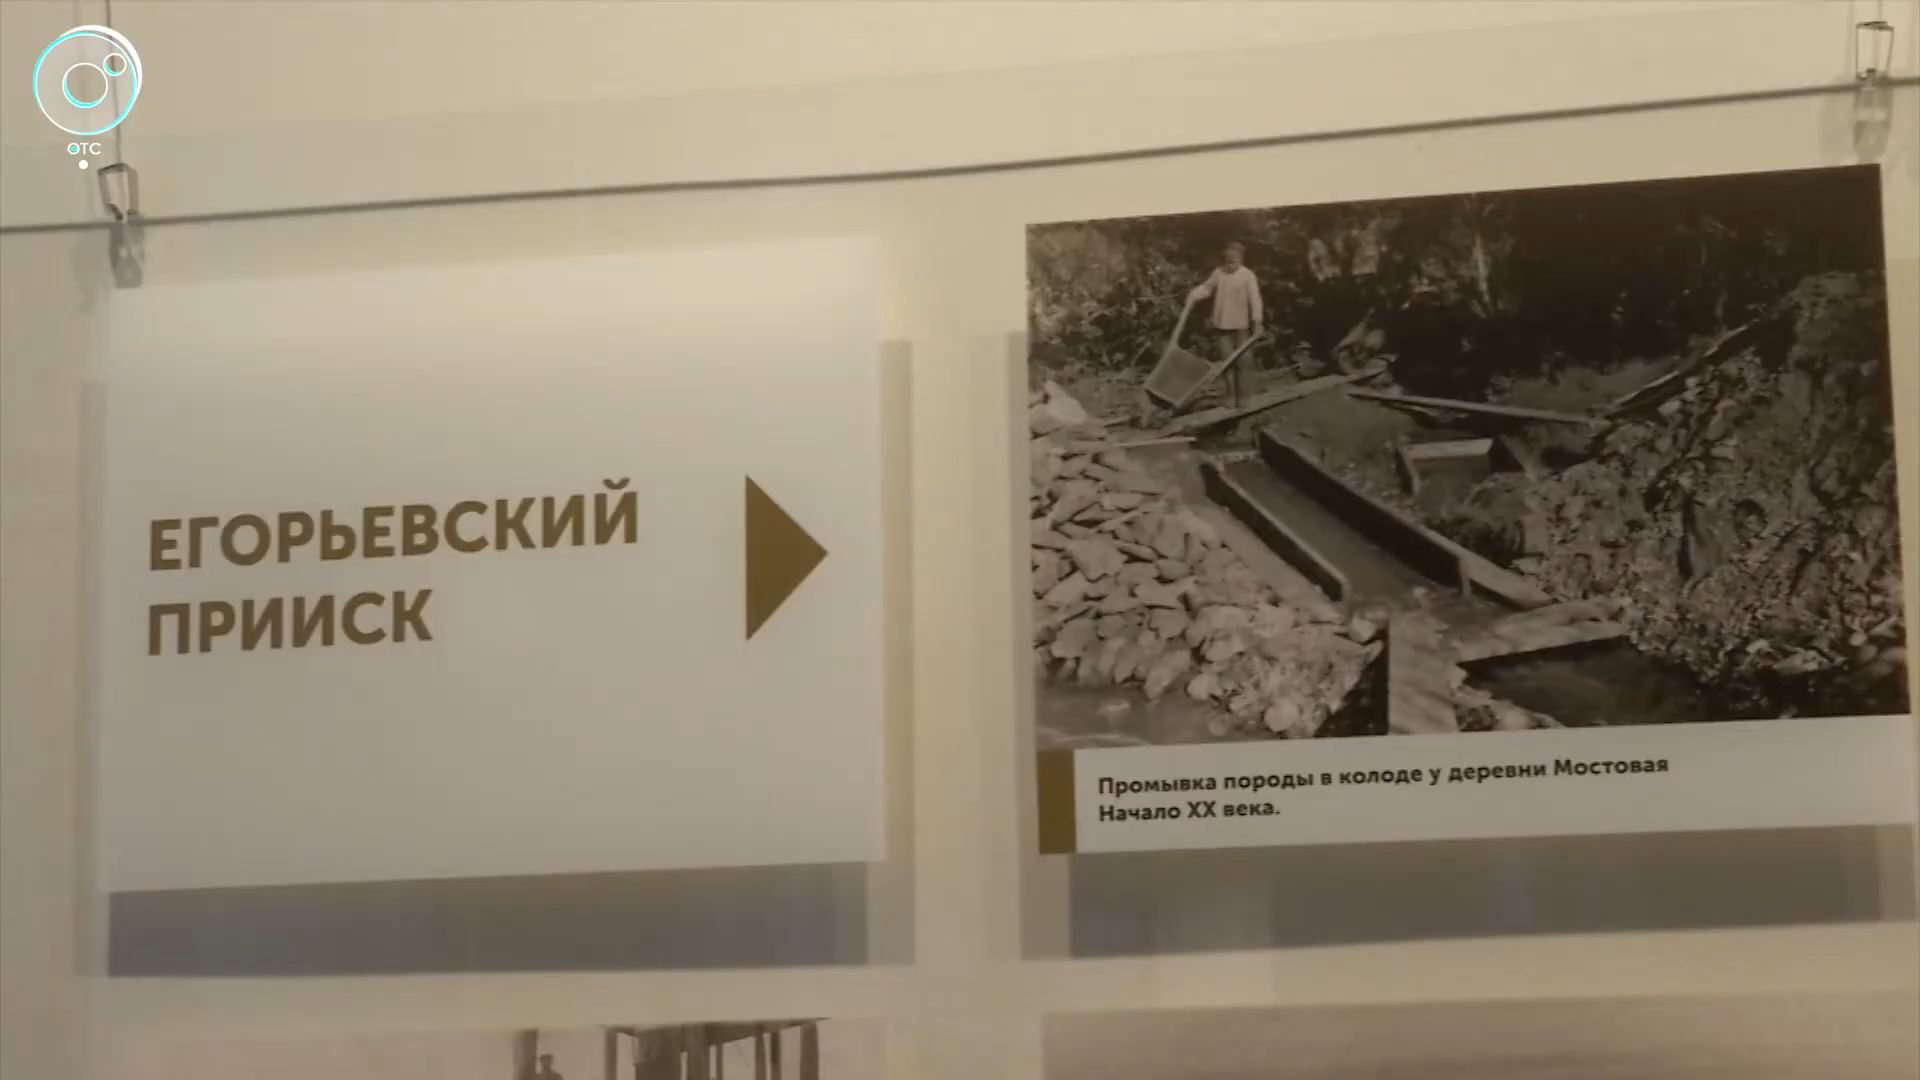 ОТС
ЕГОРЬЕВСКИЙ
ПРИИСК
Промывка породы в колоде у деревни Мостовая
Начало XX века.